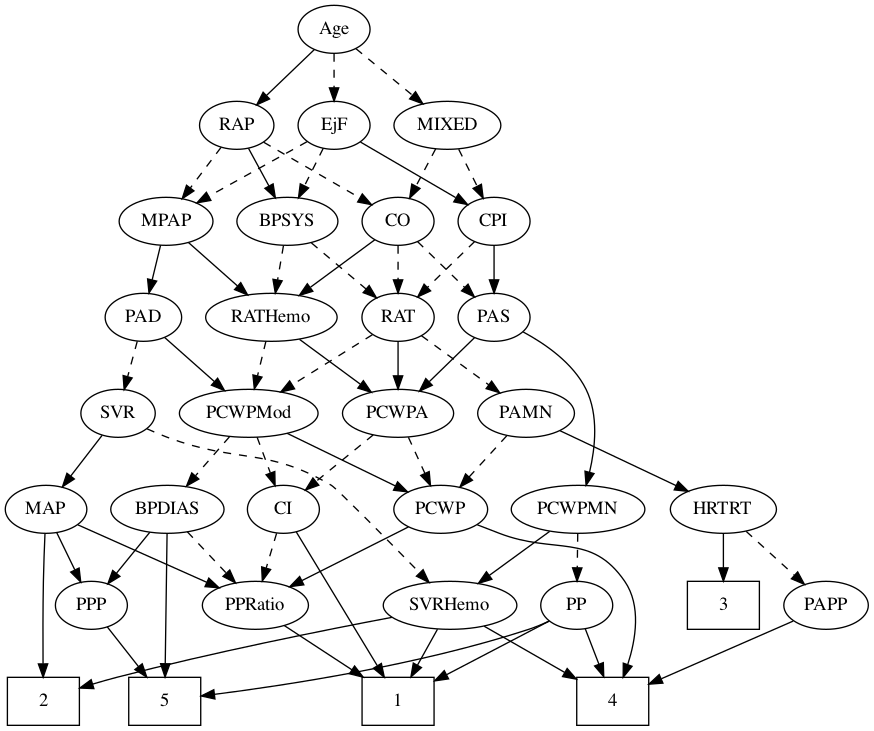 Age
RAP EjF MIXED
MPAP BPSYS CO CPI
PAD RATHemo RAT PAS
SVR PCWPMod PCWPA PAMN
MAP BPDIAS CI PCWP PCWPMN HRTRT
PPP PPRatio SVRHemo PP 3 PAPP
2 5 1 4